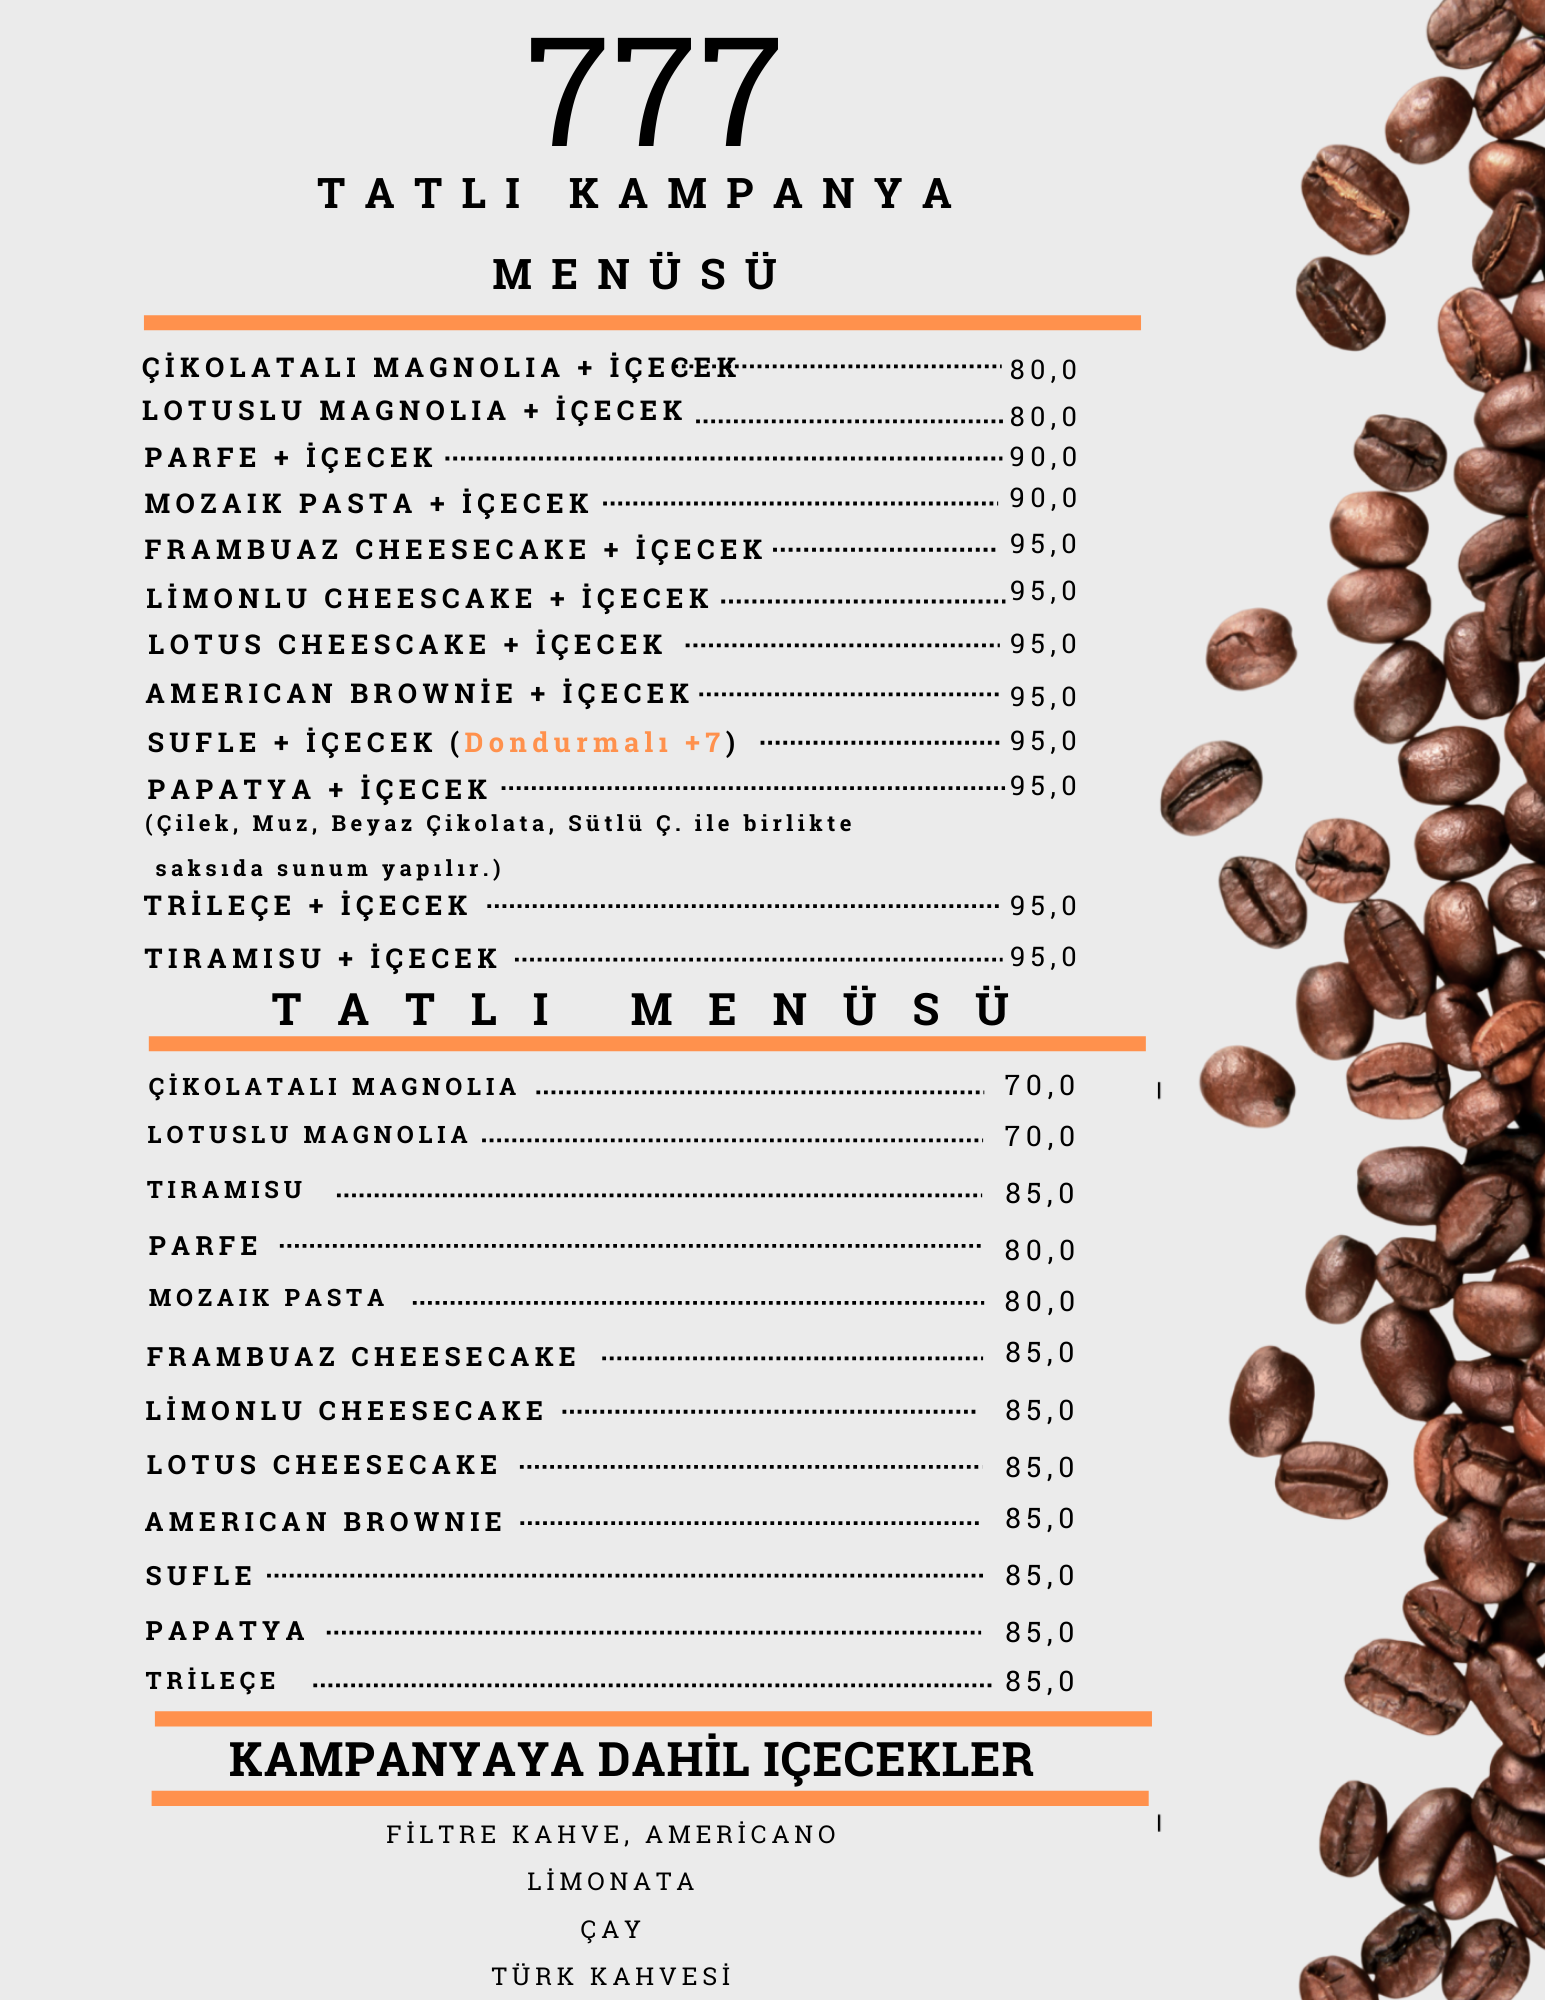 777
TATLI KAMPANYA
MENÜSÜ
ÇİKOLATALI MAGNOLIA + İÇECEK 80,0
LOTUSLU MAGNOLIA + İÇECEK 80,0
PARFE + İÇECEK 90,0
MOZAIK PASTA + İÇECEK 90,0
FRAMBUAZ CHEESECAKE + İÇECEK 95,0
LİMONLU CHEESCAKE + İÇECEK 95,0
LOTUS CHEESCAKE + İÇECEK 95,0
AMERICAN BROWNİE + İÇECEK 95,0
SUFLE + İÇECEK (Dondurmalı +7) 95,0
PAPATYA + İÇECEK 95,0
(Çilek, Muz, Beyaz Çikolata, Sütlü Ç. ile birlikte
saksıda sunum yapılır.)
TRİLEÇE + İÇECEK 95,0
TIRAMISU + İÇECEK 95,0
TATLI MENÜSÜ
ÇİKOLATALI MAGNOLIA 70,0
LOTUSLU MAGNOLIA 70,0
TIRAMISU 85,0
PARFE 80,0
MOZAIK PASTA 80,0
FRAMBUAZ CHEESECAKE 85,0
LİMONLU CHEESECAKE 85,0
LOTUS CHEESECAKE 85,0
AMERICAN BROWNIE 85,0
SUFLE 85,0
PAPATYA 85,0
TRİLEÇE 85,0
KAMPANYAYA DAHİL IÇECEKLER
FİLTRE KAHVE, AMERİCANO
LİMONATA
ÇAY
TÜRK KAHVESİ